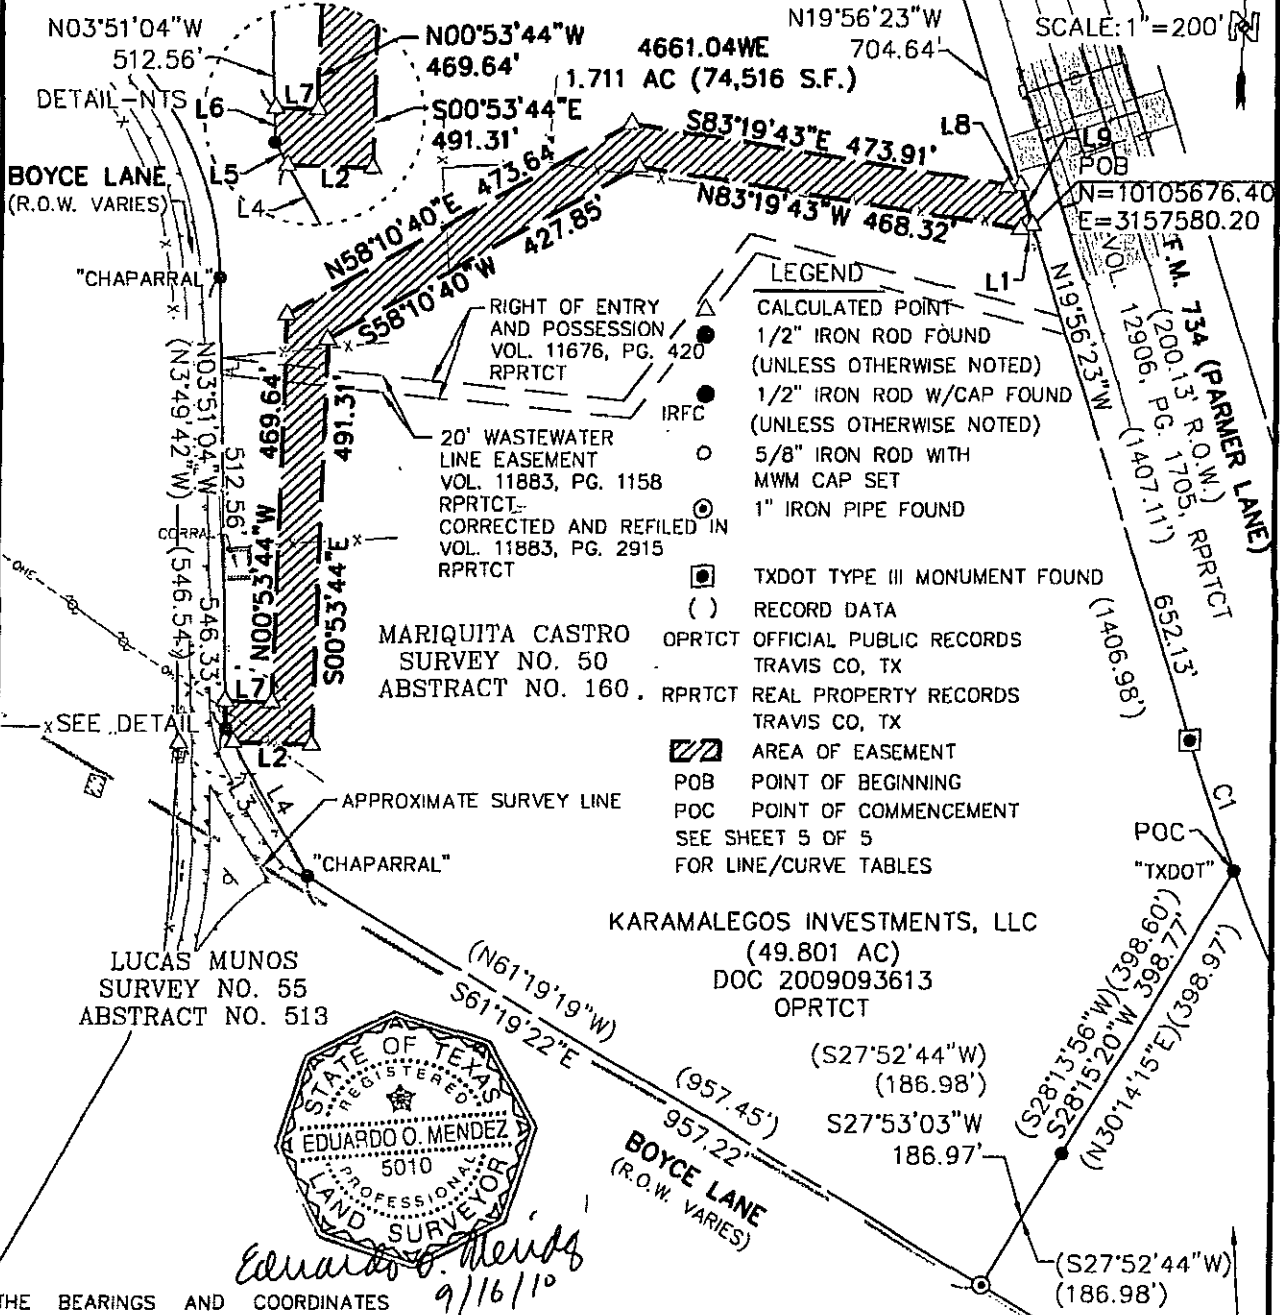 N03°51'04"W
512.56'
DETAIL-NTS
L6
L7
L5
L2
L4
N00°53'44"W
469.64'
S00°53'44"E
491.31'
4661.04WE
1.711 AC (74,516 S.F.)
N19°56'23"W
704.64'
SCALE: 1"=200'
N
BOYCE LANE
(R.O.W. VARIES)
"CHAPARRAL"
N58°10'40"E 473.64'
S58°10'40"W 427.85'
S83°19'43"E 473.91'
N83°19'43"W 468.32'
L8
L9
POB
N=10105676.40
E=3157580.20
L1
RIGHT OF ENTRY
AND POSSESSION
VOL. 11676, PG. 420
RPRTCT
20' WASTEWATER
LINE EASEMENT
VOL. 11883, PG. 1158
RPRTCT-
CORRECTED AND REFILED IN
VOL. 11883, PG. 2915
RPRTCT
LEGEND
CALCULATED POINT
1/2" IRON ROD FOUND
(UNLESS OTHERWISE NOTED)
IRFC
1/2" IRON ROD W/CAP FOUND
(UNLESS OTHERWISE NOTED)
5/8" IRON ROD WITH
MWM CAP SET
1" IRON PIPE FOUND
TXDOT TYPE III MONUMENT FOUND
( ) RECORD DATA
OPRTCT OFFICIAL PUBLIC RECORDS
TRAVIS CO, TX
RPRTCT REAL PROPERTY RECORDS
TRAVIS CO, TX
AREA OF EASEMENT
POB POINT OF BEGINNING
POC POINT OF COMMENCEMENT
SEE SHEET 5 OF 5
FOR LINE/CURVE TABLES
F.M. 734 (PARMER LANE)
(200.13' R.O.W.)
VOL. 12906, PG. 1705, RPRTCT
N19°56'23"W 652.13'
(1407.11')
(1406.98')
C1
POC
"TXDOT"
N03°51'04"W 546.33'
(N3°49'42"W) (546.54')
512.56'
CORRAL
N00°53'44"W 469.64'
S00°53'44"E 491.31'
OHE
OHE
L7
L2
SEE DETAIL
L3
L4
APPROXIMATE SURVEY LINE
"CHAPARRAL"
MARIQUITA CASTRO
SURVEY NO. 50
ABSTRACT NO. 160
LUCAS MUNOS
SURVEY NO. 55
ABSTRACT NO. 513
KARAMALEGOS INVESTMENTS, LLC
(49.801 AC)
DOC 2009093613
OPRTCT
(N61°19'19"W) (957.45')
S61°19'22"E 957.22'
BOYCE LANE
(R.O.W. VARIES)
(S27°52'44"W)
(186.98')
S27°53'03"W
186.97'
(S28°13'56"W)(398.60')
S28°15'20"W 398.77'
(N30°14'15"E)(398.97')
(S27°52'44"W)
(186.98')
STATE OF TEXAS
REGISTERED
EDUARDO O. MENDEZ
5010
PROFESSIONAL
LAND SURVEYOR
Eduardo O. Mendez
9/16/10
THE BEARINGS AND COORDINATES